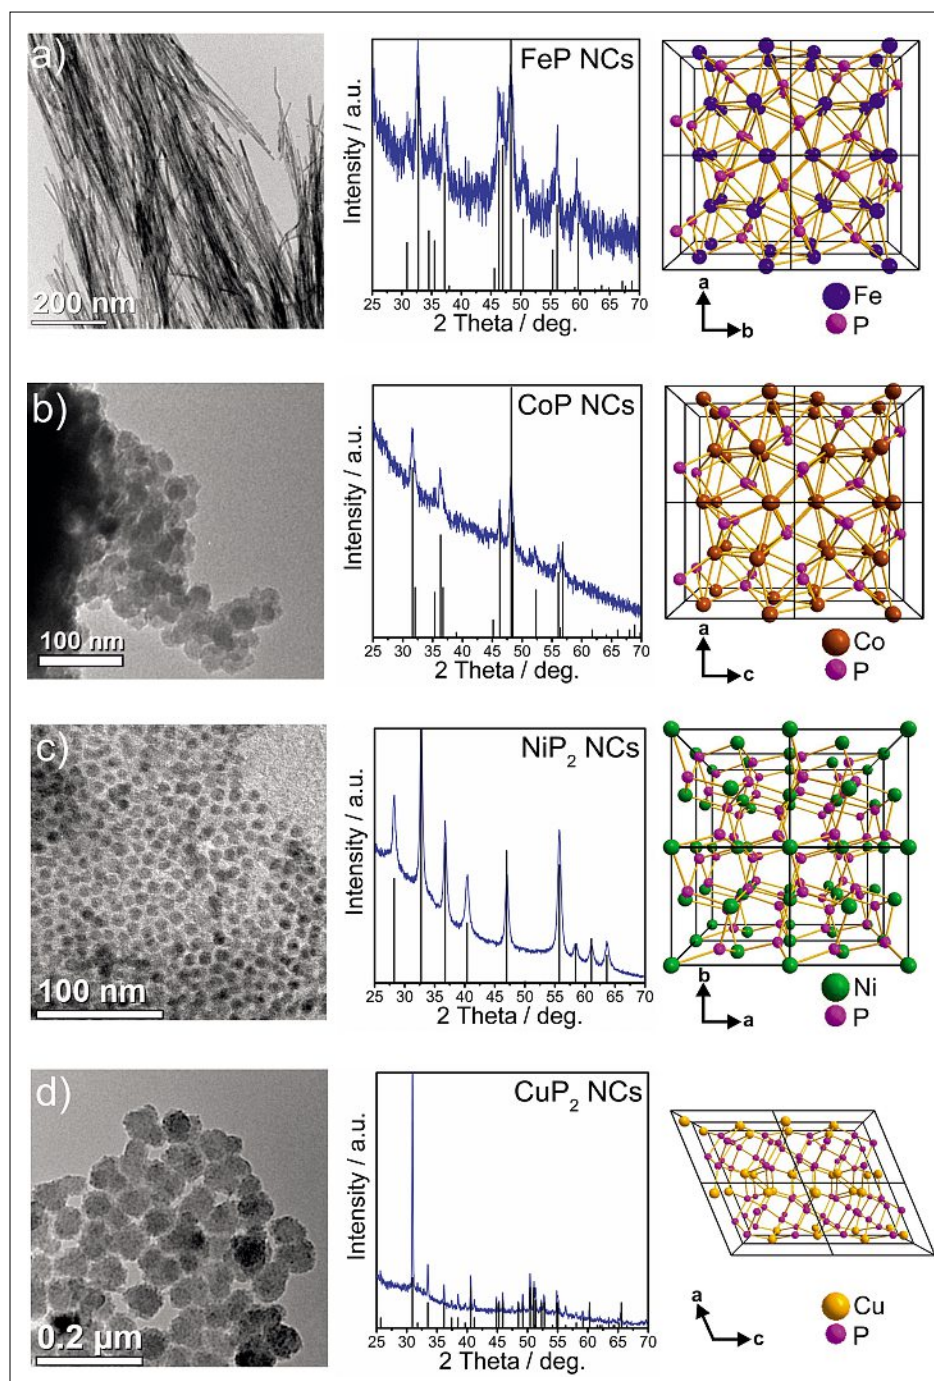 a)
200 nm
FeP NCs
Intensity / a.u.
25 30 35 40 45 50 55 60 65 70
2 Theta / deg.
a
b
Fe
P
b)
100 nm
CoP NCs
Intensity / a.u.
25 30 35 40 45 50 55 60 65 70
2 Theta / deg.
a
c
Co
P
c)
100 nm
NiP₂ NCs
Intensity / a.u.
25 30 35 40 45 50 55 60 65 70
2 Theta / deg.
b
a
Ni
P
d)
0.2 µm
CuP₂ NCs
Intensity / a.u.
25 30 35 40 45 50 55 60 65 70
2 Theta / deg.
a
c
Cu
P